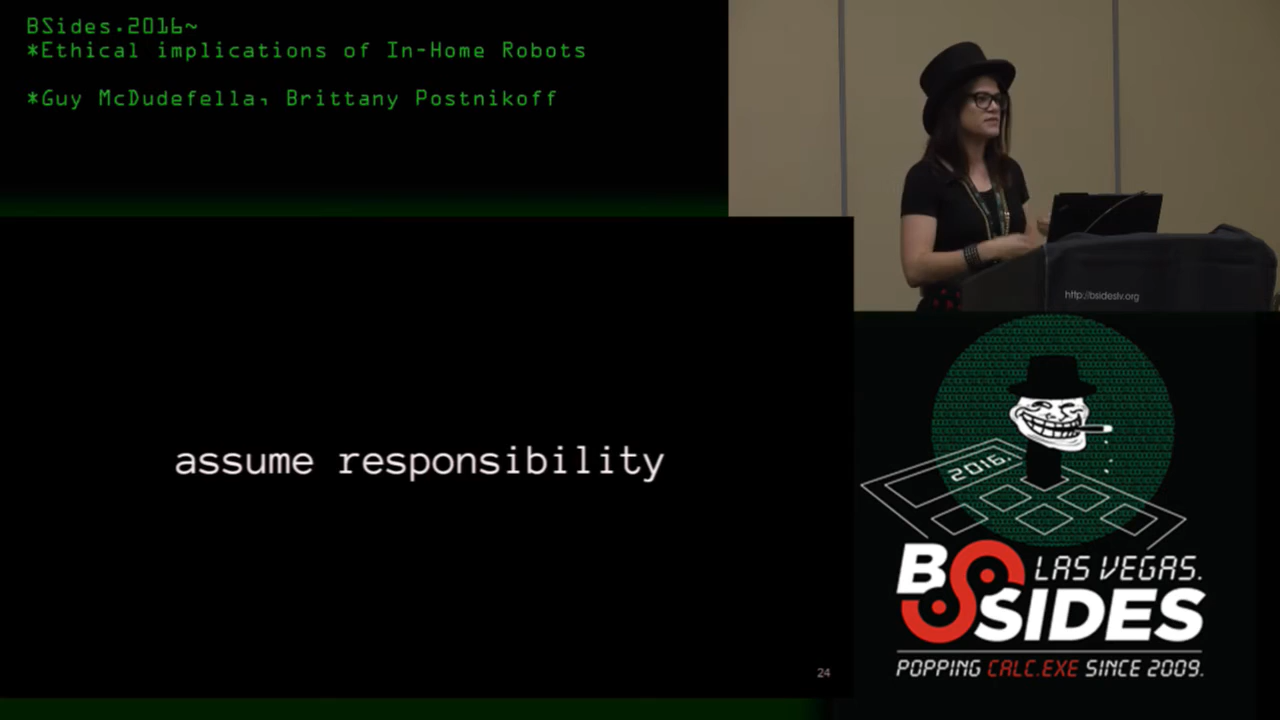 BSides.2016~
*Ethical implications of In-Home Robots
*Guy McDudefella, Brittany Postnikoff
http://bsideslv.org
assume responsibility
24
2016.
BSIDES LAS VEGAS.
POPPING CALC.EXE SINCE 2009.